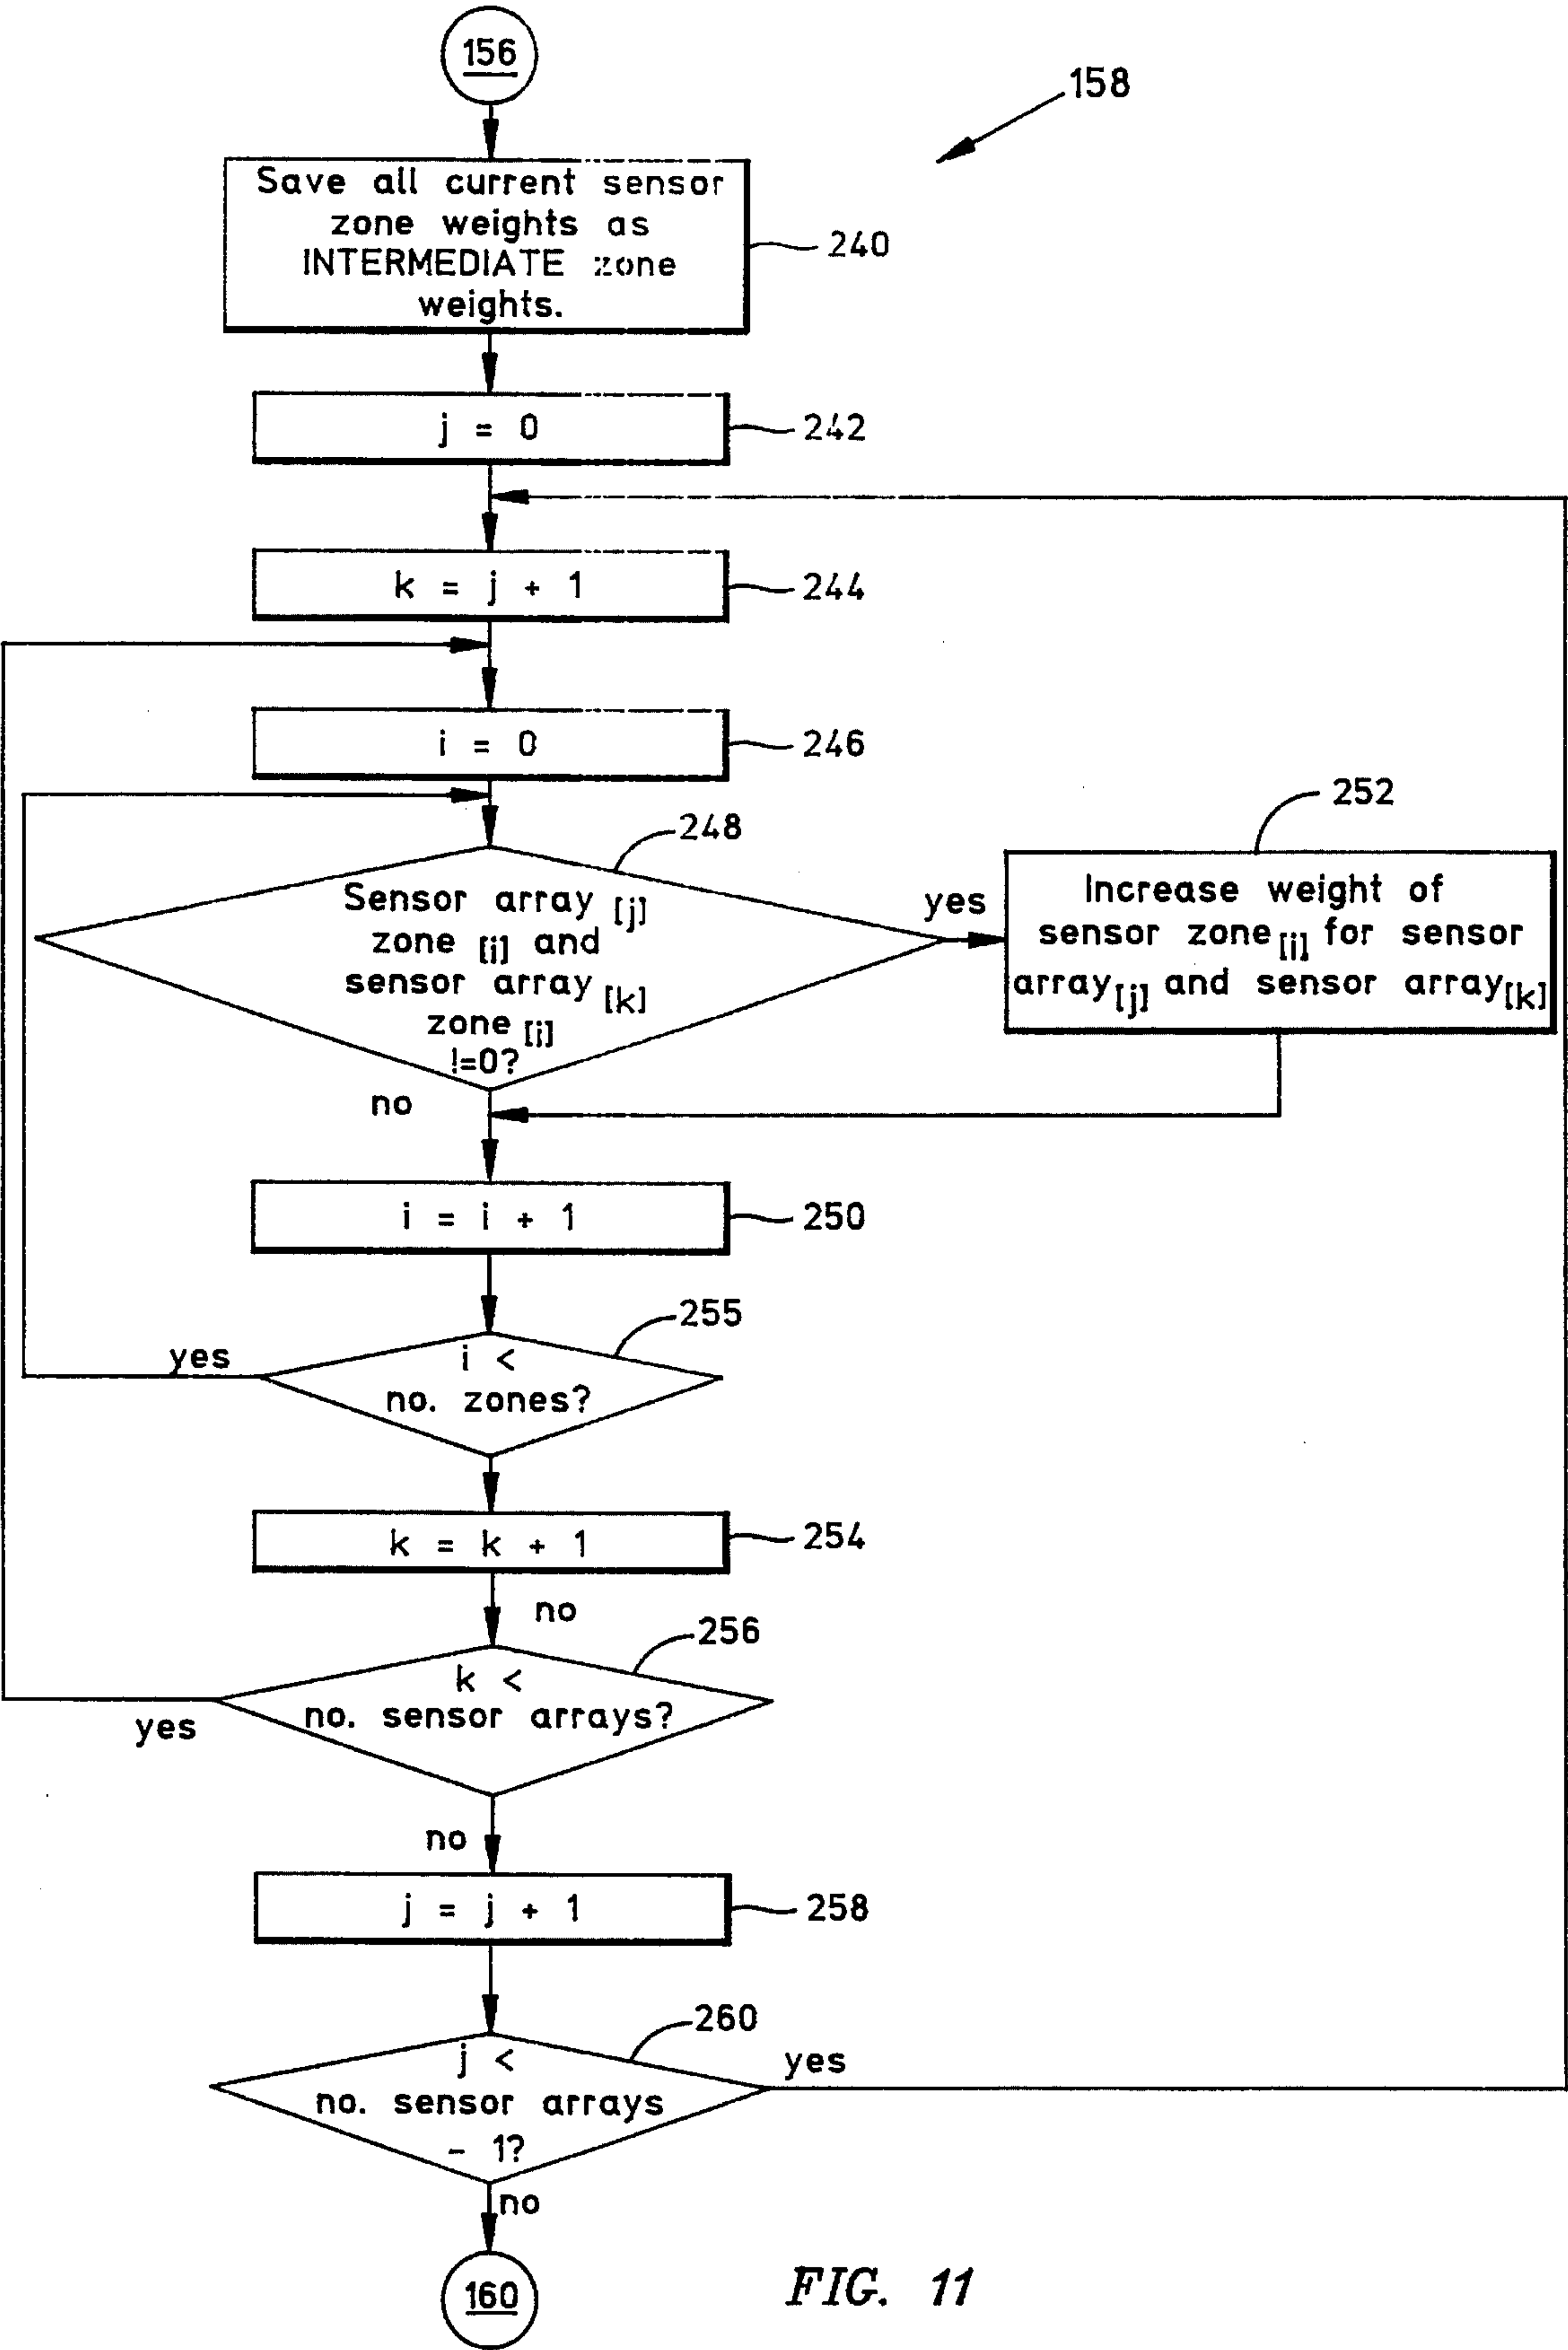 156
158
Save all current sensor
zone weights as
INTERMEDIATE zone
weights.
240
j = 0
242
k = j + 1
244
i = 0
246
248
Sensor array [j]
zone [i] and
sensor array [k]
zone [i]
!=0?
yes
no
252
Increase weight of
sensor zone[i] for sensor
array[j] and sensor array[k]
i = i + 1
250
255
i <
no. zones?
yes
k = k + 1
254
no
256
k <
no. sensor arrays?
yes
no
j = j + 1
258
260
j <
no. sensor arrays
- 1?
yes
no
160
FIG. 11